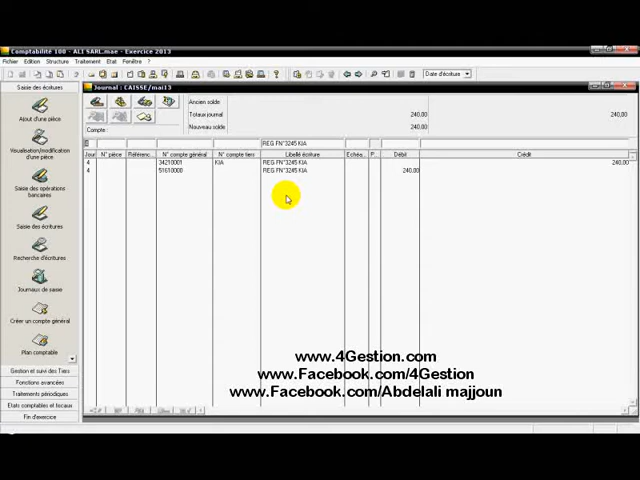 Comptabilité 100 - ALI SARL.mae - Exercice 2013
Fichier Edition Structure Traitement Etat Fenêtre ?
Date d'écriture
Saisie des écritures
Ajout d'une pièce
Visualisation/modification d'une pièce
Saisie des opérations bancaires
Saisie des écritures
Recherche d'écritures
Journaux de saisie
Créer un compte général
Plan comptable
Gestion et suivi des Tiers
Fonctions avancées
Traitements périodiques
Etats comptables et fiscaux
Fin d'exercice
Journal : CAISSE/mai13
Ancien solde
Totaux journal 240,00 240,00
Nouveau solde 240,00
Compte :
REG FN°3245 KIA
Jour N° pièce Référenc... N° compte général N° compte tiers Libellé écriture Echéa... P... Débit Crédit
4 34210001 KIA REG FN°3245 KIA 240,00
4 51610000 REG FN°3245 KIA 240,00
www.4Gestion.com
www.Facebook.com/4Gestion
www.Facebook.com/Abdelali majjoun